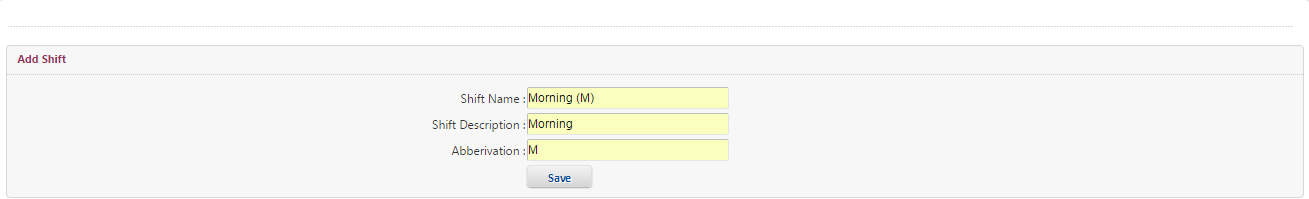 Add Shift
Shift Name : Morning (M)
Shift Description : Morning
Abberivation : M
Save